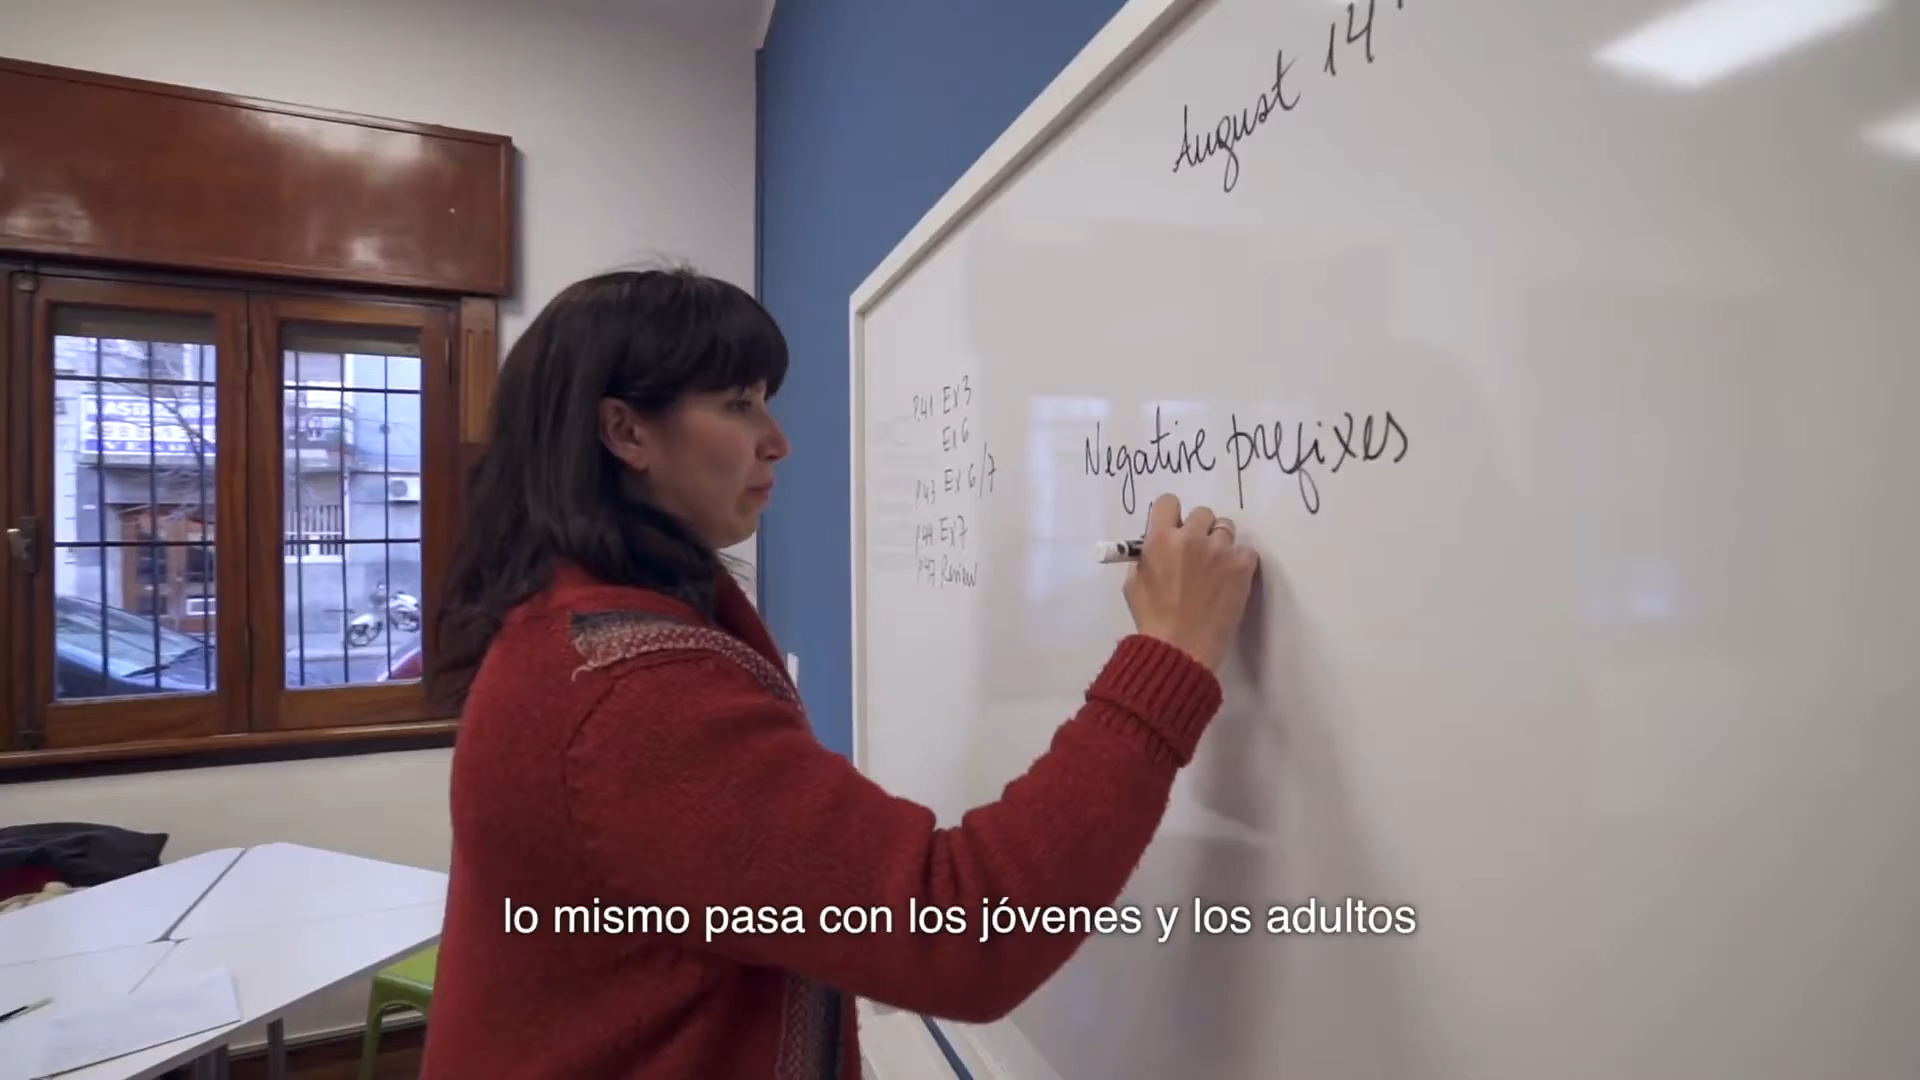 August 14
Negative prefixes
p41 Ex 3
Ex 6
p43 Ex 6/7
p44 Ex 7
p47 Review
lo mismo pasa con los jóvenes y los adultos